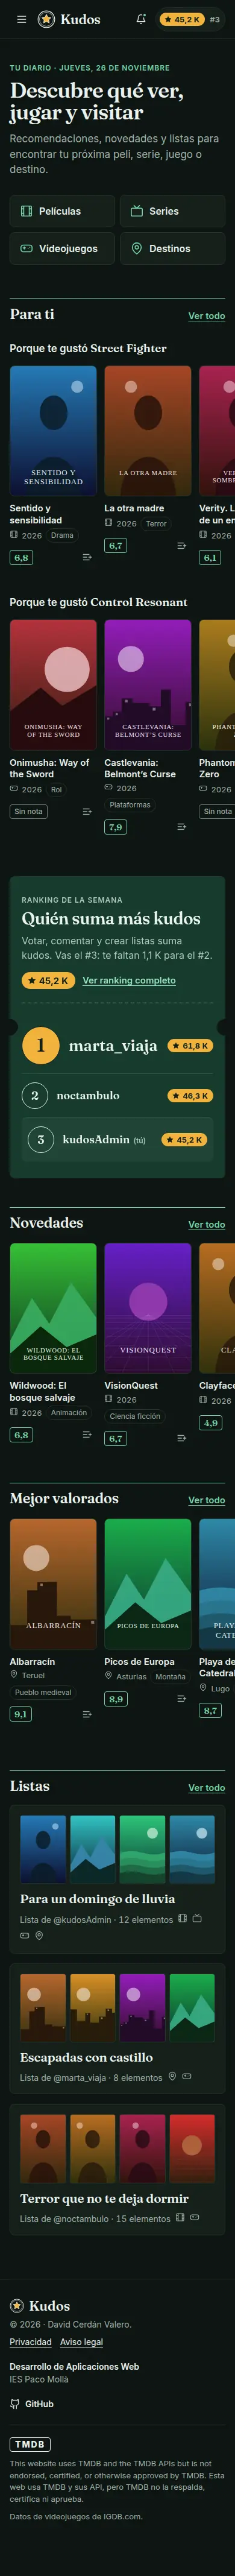 Kudos
45,2 K
#3
TU DIARIO · JUEVES, 26 DE NOVIEMBRE
Descubre qué ver,
jugar y visitar
Recomendaciones, novedades y listas para
encontrar tu próxima peli, serie, juego o
destino.
Películas
Series
Videojuegos
Destinos
Para ti
Ver todo
Porque te gustó Street Fighter
SENTIDO Y
SENSIBILIDAD
LA OTRA MADRE
Sentido y
sensibilidad
2026 Drama
6,8
La otra madre
2026 Terror
6,7
Verity. L
de un en
2026
6,1
Porque te gustó Control Resonant
ONIMUSHA: WAY
OF THE SWORD
CASTLEVANIA:
BELMONT'S CURSE
Onimusha: Way of
the Sword
2026 Rol
Sin nota
Castlevania:
Belmont's Curse
2026
Plataformas
7,9
Phantom
Zero
2026
Sin nota
RANKING DE LA SEMANA
Quién suma más kudos
Votar, comentar y crear listas suma
kudos. Vas el #3: te faltan 1,1 K para el #2.
45,2 K
Ver ranking completo
1 marta_viaja 61,8 K
2 noctambulo 46,3 K
3 kudosAdmin (tú) 45,2 K
Novedades
Ver todo
WILDWOOD: EL
BOSQUE SALVAJE
VISIONQUEST
CLA
Wildwood: El
bosque salvaje
2026 Animación
6,8
VisionQuest
2026
Ciencia ficción
6,7
Clayface
2026
4,9
Mejor valorados
Ver todo
ALBARRACÍN
PICOS DE EUROPA
PLAY
CATE
Albarracín
Teruel
Pueblo medieval
9,1
Picos de Europa
Asturias Montaña
8,9
Playa de
Catedral
Lugo
8,7
Listas
Ver todo
Para un domingo de lluvia
Lista de @kudosAdmin · 12 elementos
Escapadas con castillo
Lista de @marta_viaja · 8 elementos
Terror que no te deja dormir
Lista de @noctambulo · 15 elementos
Kudos
© 2026 · David Cerdán Valero.
Privacidad Aviso legal
Desarrollo de Aplicaciones Web
IES Paco Mollà
GitHub
TMDB
This website uses TMDB and the TMDB APIs but is not
endorsed, certified, or otherwise approved by TMDB. Esta
web usa TMDB y sus API, pero TMDB no la respalda,
certifica ni aprueba.
Datos de videojuegos de IGDB.com.